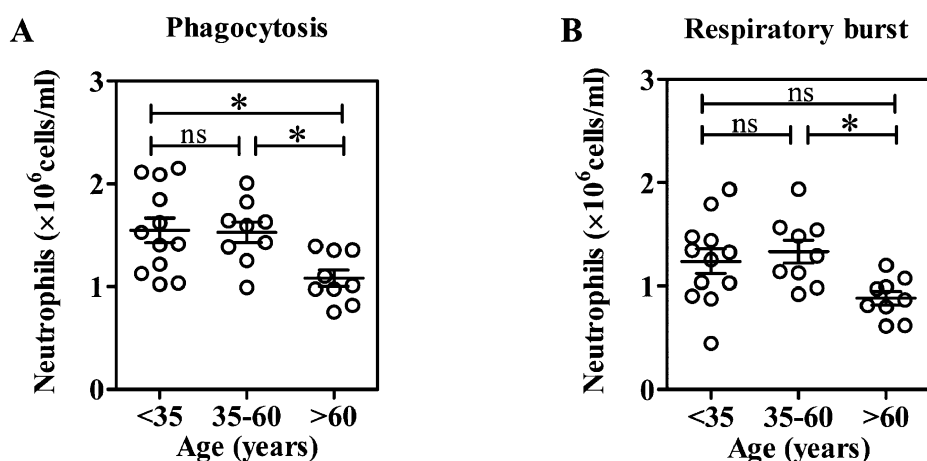 A
Phagocytosis
Neutrophils (×10⁶cells/ml)
3
2
1
0
*
ns
*
<35 35-60 >60
Age (years)
B
Respiratory burst
Neutrophils (×10⁶cells/ml)
3
2
1
0
ns
ns
*
<35 35-60 >60
Age (years)